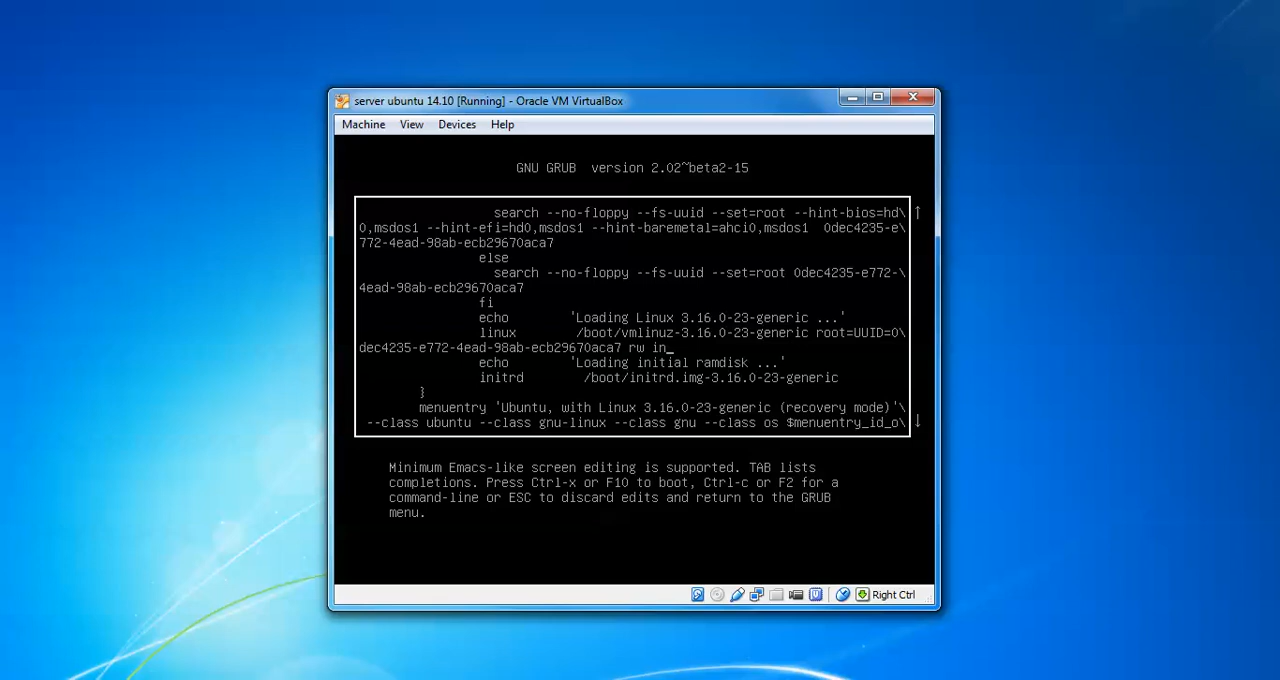 server ubuntu 14.10 [Running] - Oracle VM VirtualBox
Machine View Devices Help
GNU GRUB version 2.02~beta2-15
search --no-floppy --fs-uuid --set=root --hint-bios=hd\
0,msdos1 --hint-efi=hd0,msdos1 --hint-baremetal=ahci0,msdos1 0dec4235-e\
772-4ead-98ab-ecb29670aca7
else
search --no-floppy --fs-uuid --set=root 0dec4235-e772-\
4ead-98ab-ecb29670aca7
fi
echo 'Loading Linux 3.16.0-23-generic ...'
linux /boot/vmlinuz-3.16.0-23-generic root=UUID=0\
dec4235-e772-4ead-98ab-ecb29670aca7 rw in_
echo 'Loading initial ramdisk ...'
initrd /boot/initrd.img-3.16.0-23-generic
}
menuentry 'Ubuntu, with Linux 3.16.0-23-generic (recovery mode)'\
--class ubuntu --class gnu-linux --class gnu --class os $menuentry_id_o\
Minimum Emacs-like screen editing is supported. TAB lists
completions. Press Ctrl-x or F10 to boot, Ctrl-c or F2 for a
command-line or ESC to discard edits and return to the GRUB
menu.
Right Ctrl